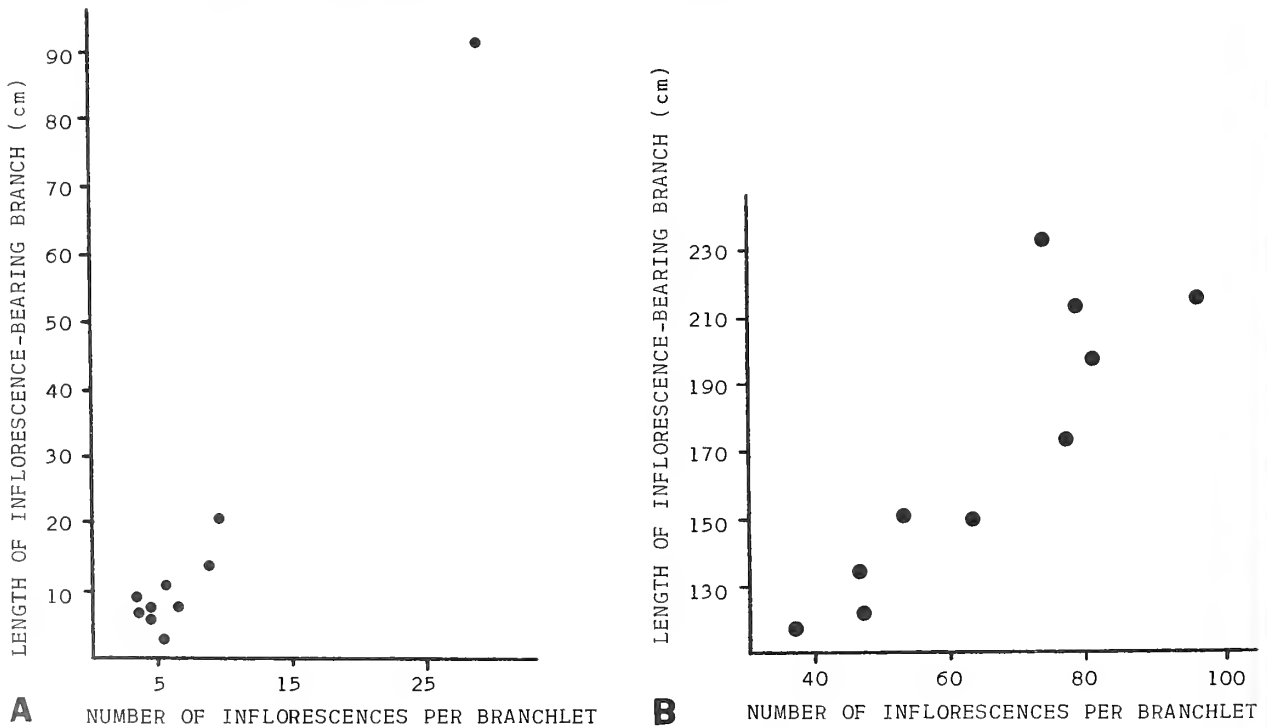 LENGTH OF INFLORESCENCE-BEARING BRANCH (cm)
90
80
70
60
50
40
30
20
10
5 15 25
A NUMBER OF INFLORESCENCES PER BRANCHLET
LENGTH OF INFLORESCENCE-BEARING BRANCH (cm)
230
210
190
170
150
130
40 60 80 100
B NUMBER OF INFLORESCENCES PER BRANCHLET